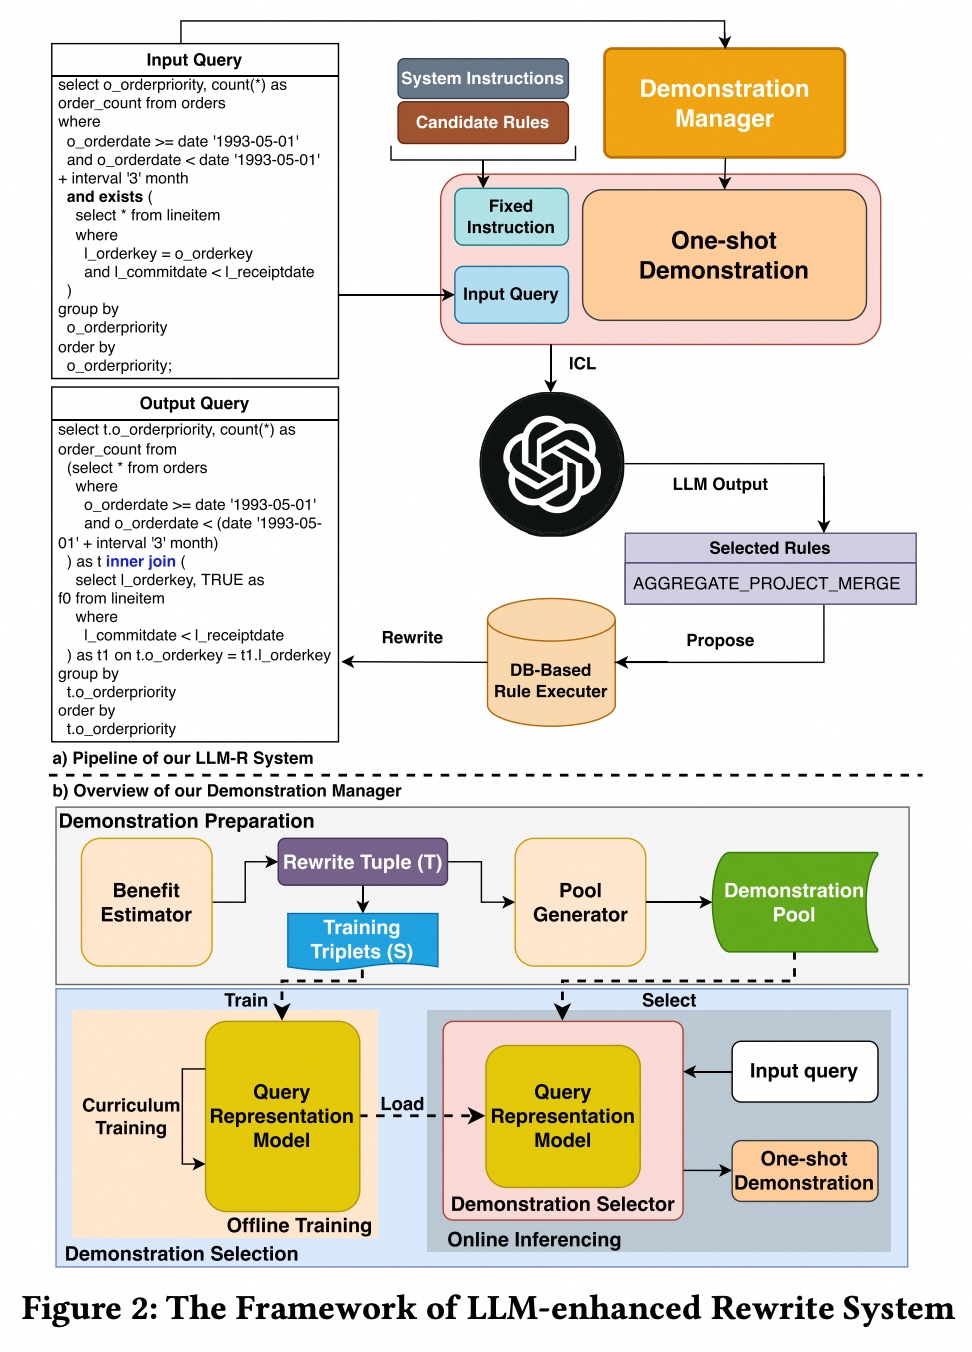 Input Query
select o_orderpriority, count(*) as
order_count from orders
where
o_orderdate >= date '1993-05-01'
and o_orderdate < date '1993-05-01'
+ interval '3' month
and exists (
select * from lineitem
where
l_orderkey = o_orderkey
and l_commitdate < l_receiptdate
)
group by
o_orderpriority
order by
o_orderpriority;
System Instructions
Candidate Rules
Demonstration
Manager
Fixed
Instruction
Input Query
One-shot
Demonstration
ICL
LLM Output
Selected Rules
AGGREGATE_PROJECT_MERGE
Propose
DB-Based
Rule Executer
Rewrite
Output Query
select t.o_orderpriority, count(*) as
order_count from
(select * from orders
where
o_orderdate >= date '1993-05-01'
and o_orderdate < (date '1993-05-
01' + interval '3' month)
) as t inner join (
select l_orderkey, TRUE as
f0 from lineitem
where
l_commitdate < l_receiptdate
) as t1 on t.o_orderkey = t1.l_orderkey
group by
t.o_orderpriority
order by
t.o_orderpriority
a) Pipeline of our LLM-R System
b) Overview of our Demonstration Manager
Demonstration Preparation
Benefit
Estimator
Rewrite Tuple (T)
Training
Triplets (S)
Pool
Generator
Demonstration
Pool
Train
Select
Curriculum
Training
Query
Representation
Model
Offline Training
Load
Query
Representation
Model
Demonstration Selector
Input query
One-shot
Demonstration
Online Inferencing
Demonstration Selection
Figure 2: The Framework of LLM-enhanced Rewrite System